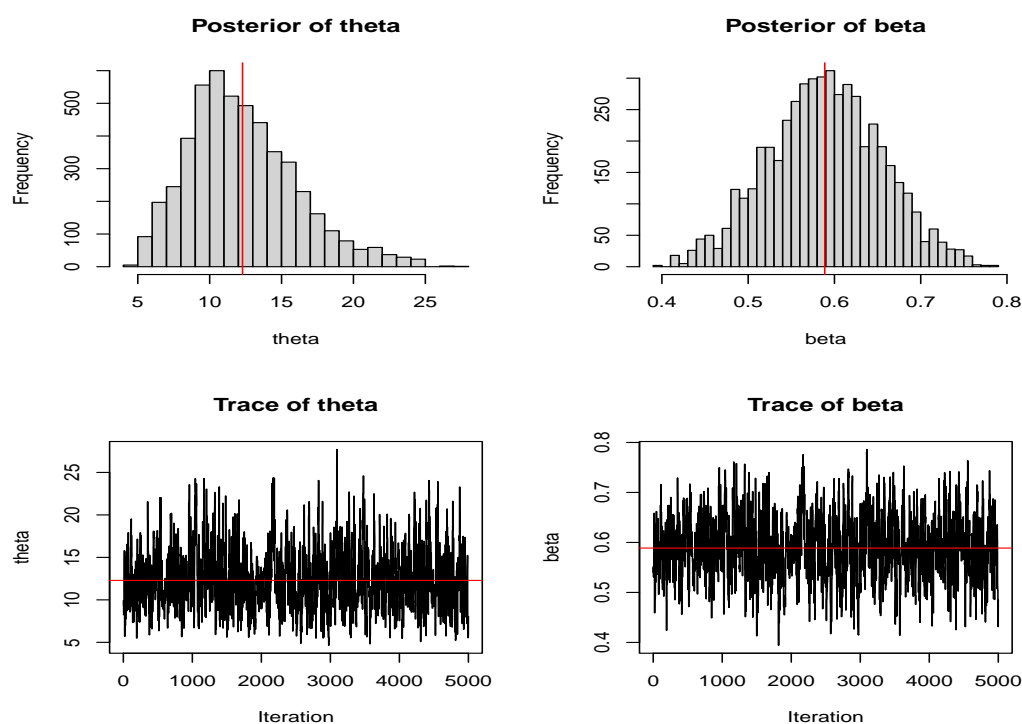 Posterior of theta
Frequency
0 100 300 500
5 10 15 20 25
theta
Posterior of beta
Frequency
0 50 150 250
0.4 0.5 0.6 0.7 0.8
beta
Trace of theta
theta
5 10 15 20 25
0 1000 2000 3000 4000 5000
Iteration
Trace of beta
beta
0.4 0.5 0.6 0.7 0.8
0 1000 2000 3000 4000 5000
Iteration